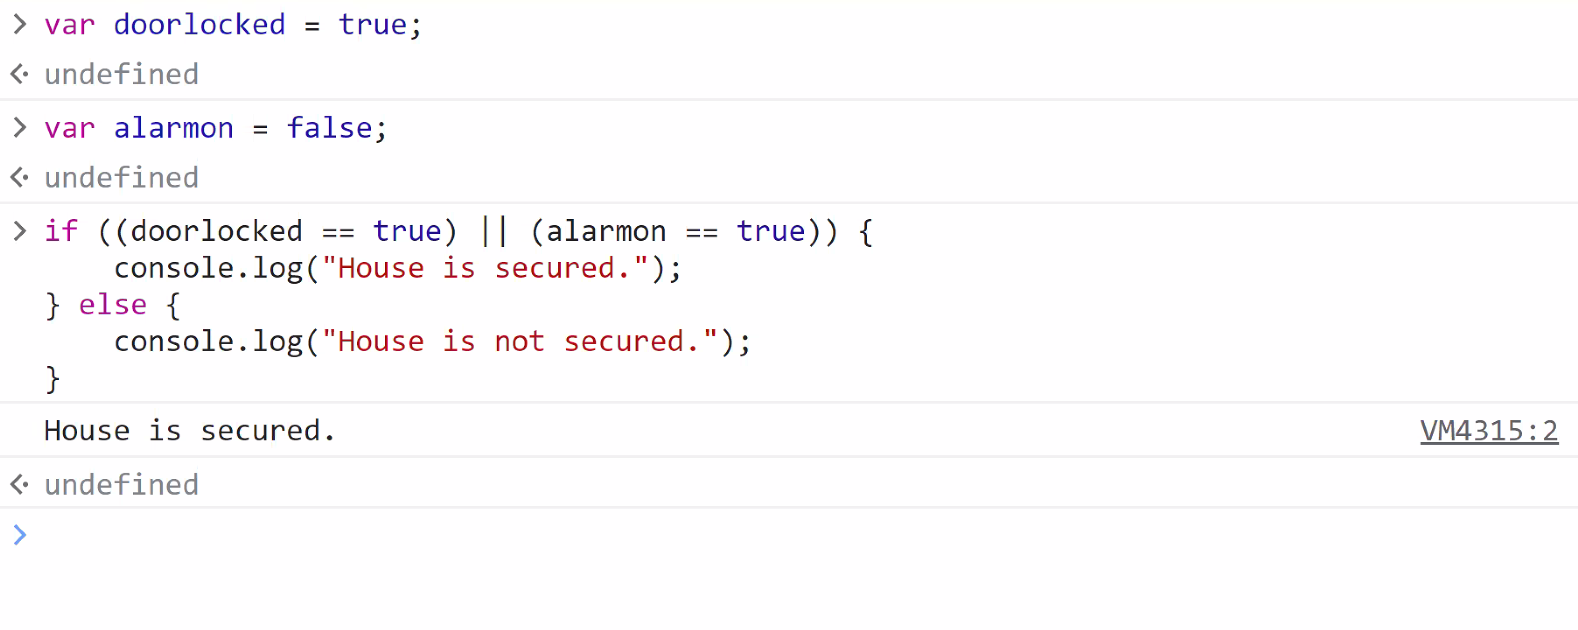 > var doorlocked = true;
<· undefined
> var alarmon = false;
<· undefined
> if ((doorlocked == true) || (alarmon == true)) {
    console.log("House is secured.");
} else {
    console.log("House is not secured.");
}
House is secured. VM4315:2
<· undefined
>